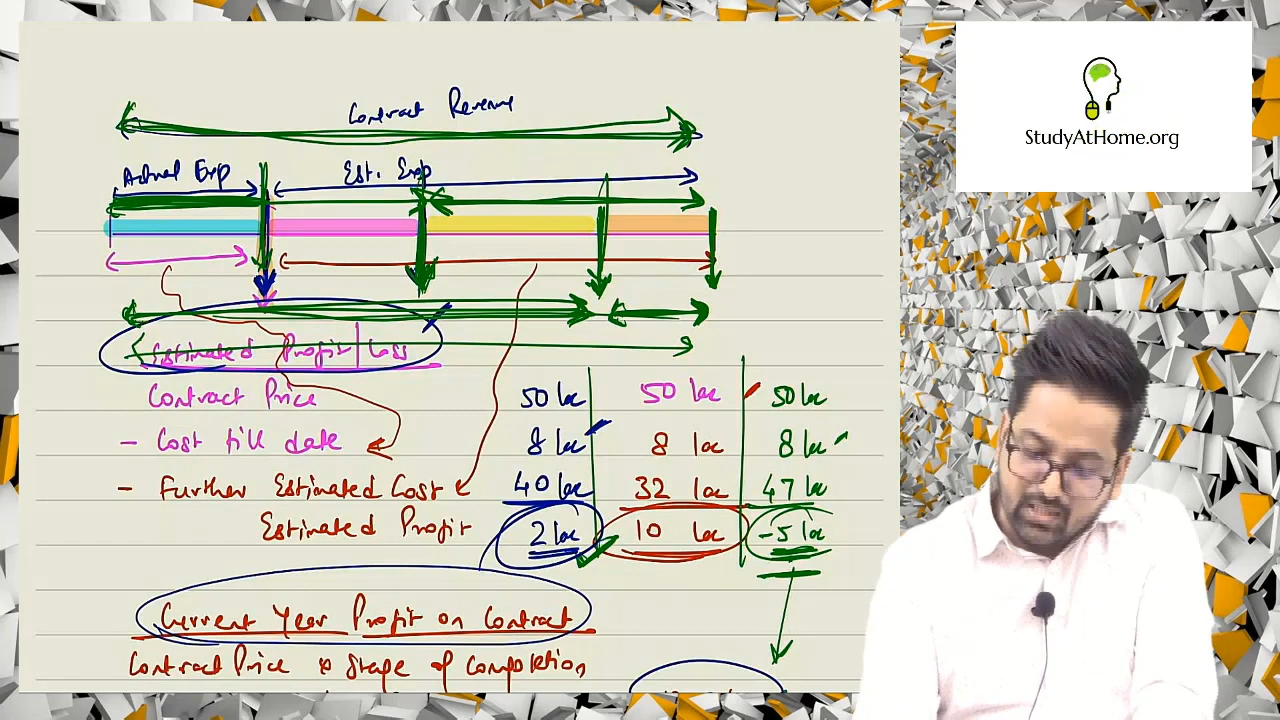 Contract Revenue
Actual Exp Est. Exp
StudyAtHome.org
Estimated Profit | Loss
Contract Price 50 lac 50 lac 50 lac
- Cost till date 8 lac 8 lac 8 lac
- Further Estimated Cost 40 lac 32 lac 47 lac
Estimated Profit 2 lac 10 lac -5 lac
Current Year Profit on Contract
Contract Price x Stage of Completion